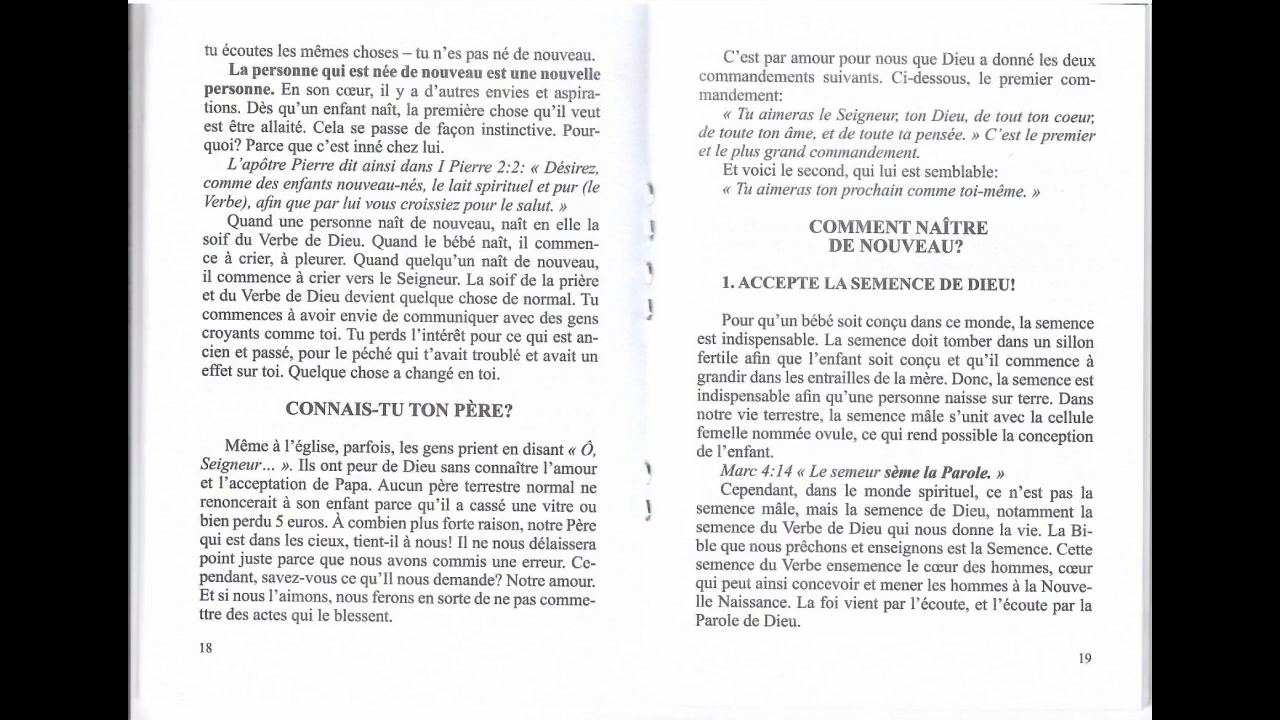 tu écoutes les mêmes choses – tu n'es pas né de nouveau.
La personne qui est née de nouveau est une nouvelle
personne. En son cœur, il y a d'autres envies et aspira-
tions. Dès qu'un enfant naît, la première chose qu'il veut
est être allaité. Cela se passe de façon instinctive. Pour-
quoi? Parce que c'est inné chez lui.
L'apôtre Pierre dit ainsi dans I Pierre 2:2: « Désirez,
comme des enfants nouveau-nés, le lait spirituel et pur (le
Verbe), afin que par lui vous croissiez pour le salut. »
Quand une personne naît de nouveau, naît en elle la
soif du Verbe de Dieu. Quand le bébé naît, il commen-
ce à crier, à pleurer. Quand quelqu'un naît de nouveau,
il commence à crier vers le Seigneur. La soif de la prière
et du Verbe de Dieu devient quelque chose de normal. Tu
commences à avoir envie de communiquer avec des gens
croyants comme toi. Tu perds l'intérêt pour ce qui est an-
cien et passé, pour le péché qui t'avait troublé et avait un
effet sur toi. Quelque chose a changé en toi.
CONNAIS-TU TON PÈRE?
Même à l'église, parfois, les gens prient en disant « Ô,
Seigneur... ». Ils ont peur de Dieu sans connaître l'amour
et l'acceptation de Papa. Aucun père terrestre normal ne
renoncerait à son enfant parce qu'il a cassé une vitre ou
bien perdu 5 euros. À combien plus forte raison, notre Père
qui est dans les cieux, tient-il à nous! Il ne nous délaissera
point juste parce que nous avons commis une erreur. Ce-
pendant, savez-vous ce qu'Il nous demande? Notre amour.
Et si nous l'aimons, nous ferons en sorte de ne pas comme-
ttre des actes qui le blessent.
18
C'est par amour pour nous que Dieu a donné les deux
commandements suivants. Ci-dessous, le premier com-
mandement:
« Tu aimeras le Seigneur, ton Dieu, de tout ton coeur,
de toute ton âme, et de toute ta pensée. » C'est le premier
et le plus grand commandement.
Et voici le second, qui lui est semblable:
« Tu aimeras ton prochain comme toi-même. »
COMMENT NAÎTRE
DE NOUVEAU?
1. ACCEPTE LA SEMENCE DE DIEU!
Pour qu'un bébé soit conçu dans ce monde, la semence
est indispensable. La semence doit tomber dans un sillon
fertile afin que l'enfant soit conçu et qu'il commence à
grandir dans les entrailles de la mère. Donc, la semence est
indispensable afin qu'une personne naisse sur terre. Dans
notre vie terrestre, la semence mâle s'unit avec la cellule
femelle nommée ovule, ce qui rend possible la conception
de l'enfant.
Marc 4:14 « Le semeur sème la Parole. »
Cependant, dans le monde spirituel, ce n'est pas la
semence mâle, mais la semence de Dieu, notamment la
semence du Verbe de Dieu qui nous donne la vie. La Bi-
ble que nous prêchons et enseignons est la Semence. Cette
semence du Verbe ensemence le cœur des hommes, cœur
qui peut ainsi concevoir et mener les hommes à la Nouve-
lle Naissance. La foi vient par l'écoute, et l'écoute par la
Parole de Dieu.
19